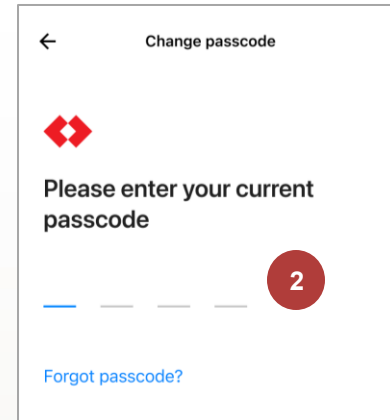 Change passcode
Please enter your current
passcode
2
Forgot passcode?